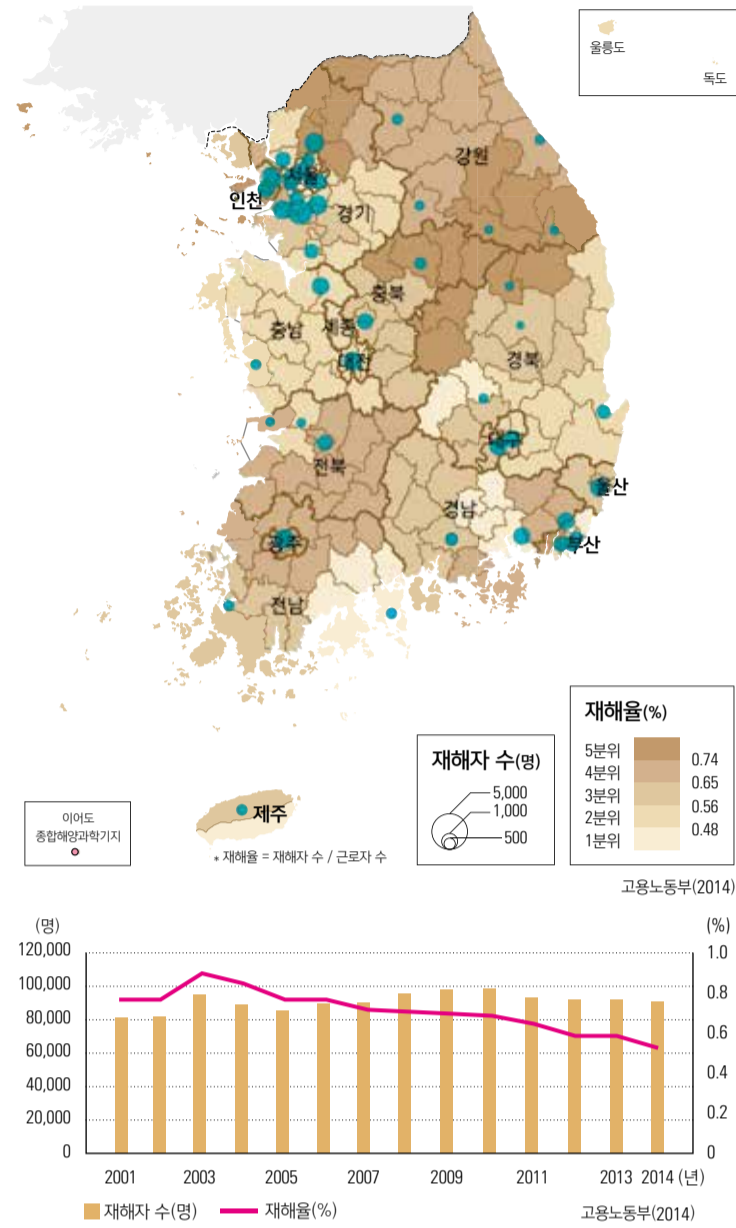 울릉도
독도
강원
서울
인천
경기
충북
충남
세종
대전
경북
대구
전북
경남
울산
부산
광주
전남
제주
* 재해율 = 재해자 수 / 근로자 수
이어도
종합해양과학기지
재해자 수(명)
5,000
1,000
500
재해율(%)
5분위
4분위
3분위
2분위
1분위
0.74
0.65
0.56
0.48
고용노동부(2014)
(명)
(%)
120,000
100,000
80,000
60,000
40,000
20,000
0
1.0
0.8
0.6
0.4
0.2
0
2001
2003
2005
2007
2009
2011
2013
2014 (년)
재해자 수(명)
재해율(%)
고용노동부(2014)